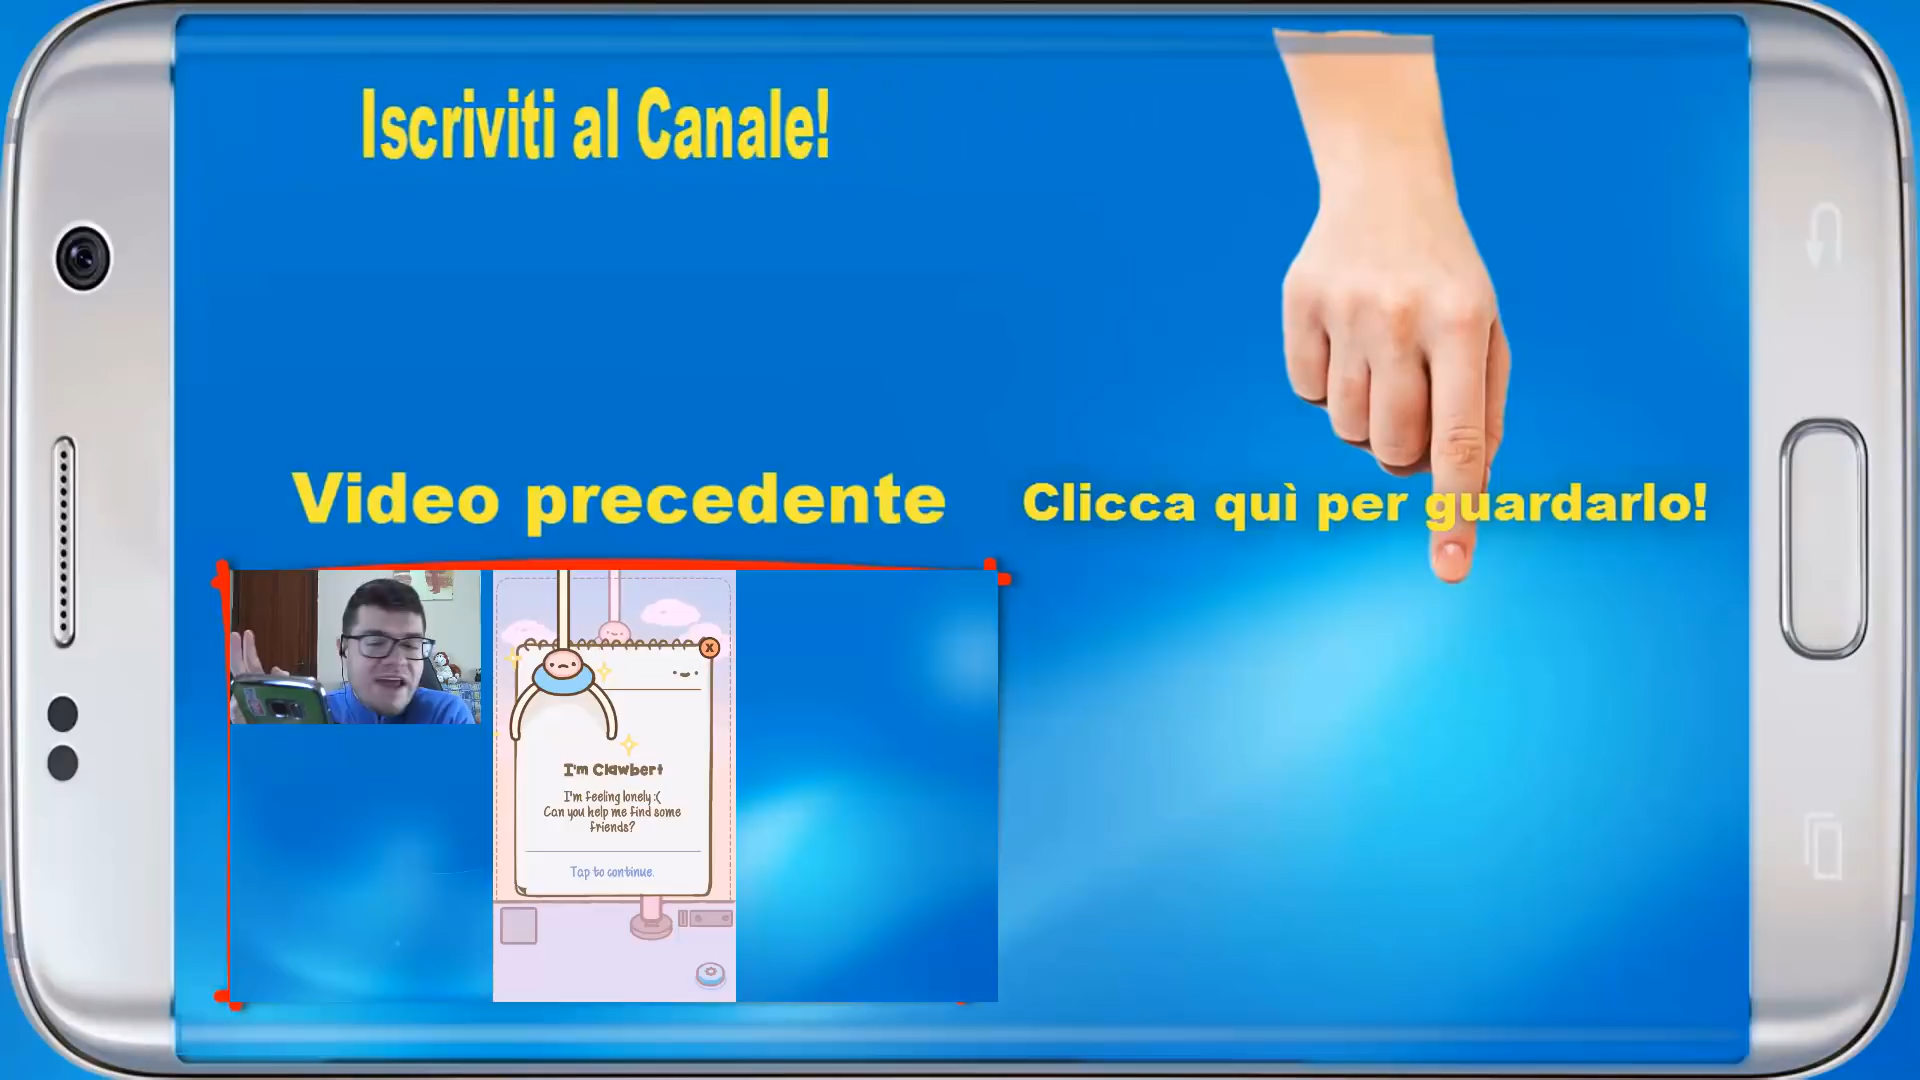 Iscriviti al Canale!
Video precedente
Clicca quì per guardarlo!
x
I'm Clawbert
I'm feeling lonely :(
Can you help me find some
friends?
Tap to continue.